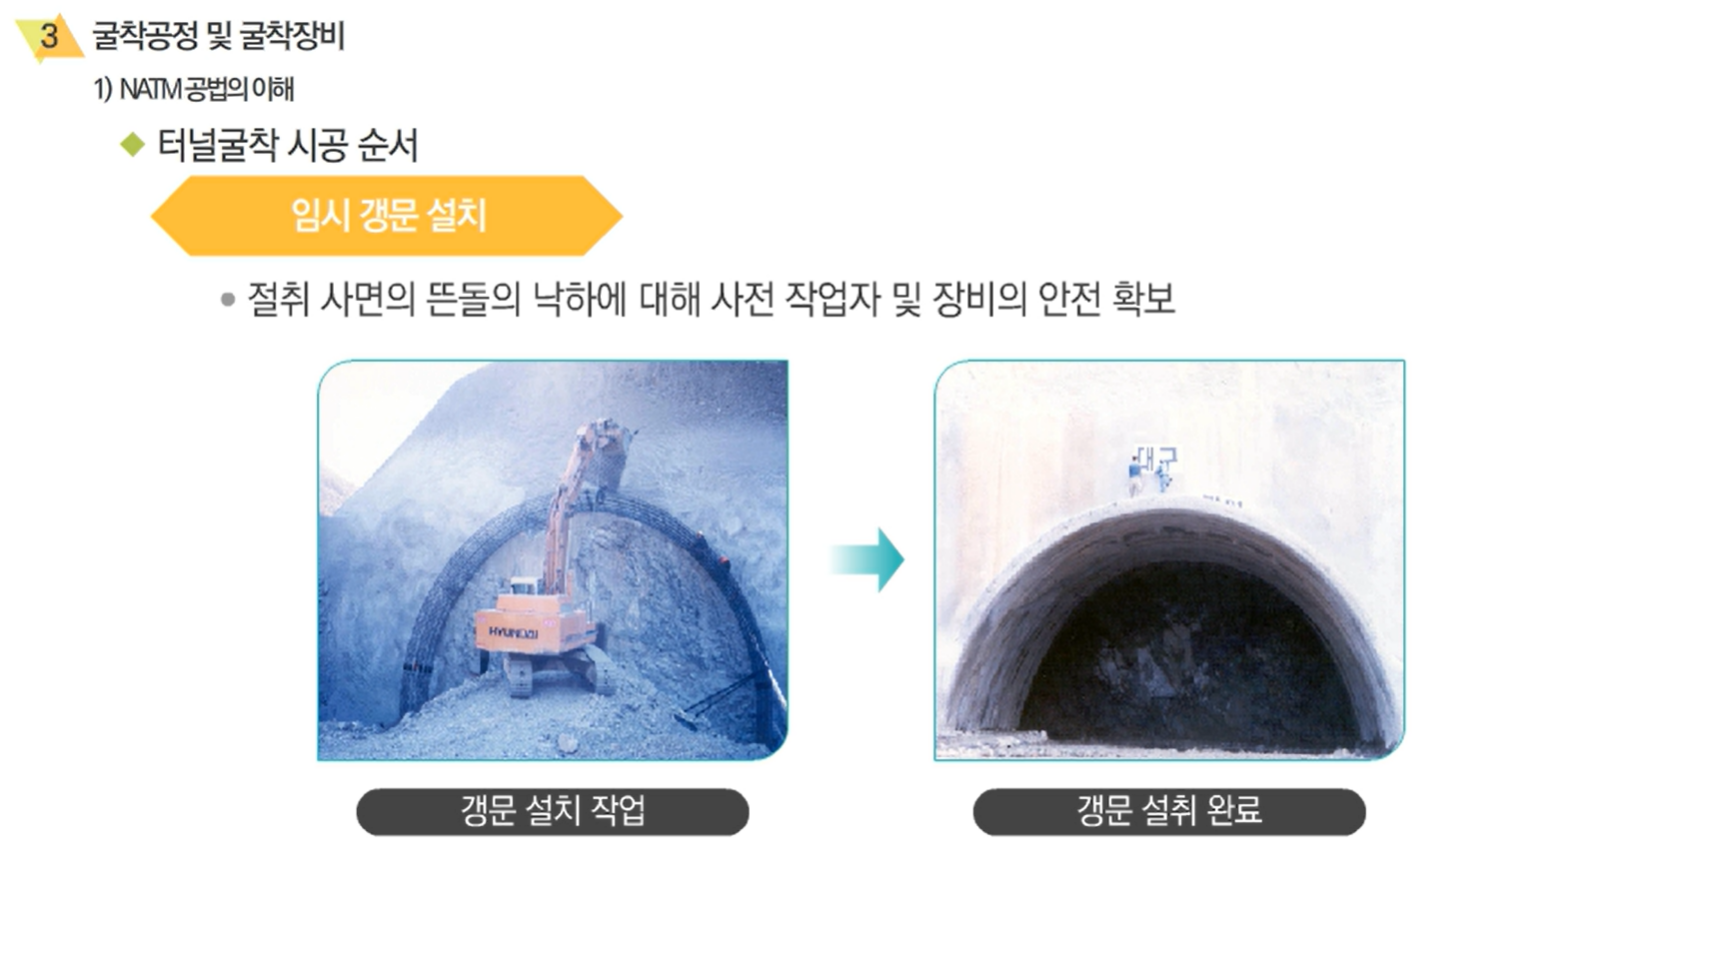 3 굴착공정 및 굴착장비
1) NATM 공법의 이해
터널굴착 시공 순서
임시 갱문 설치
절취 사면의 뜬돌의 낙하에 대해 사전 작업자 및 장비의 안전 확보
HYUNDAI
대구
갱문 설치 작업
갱문 설취 완료